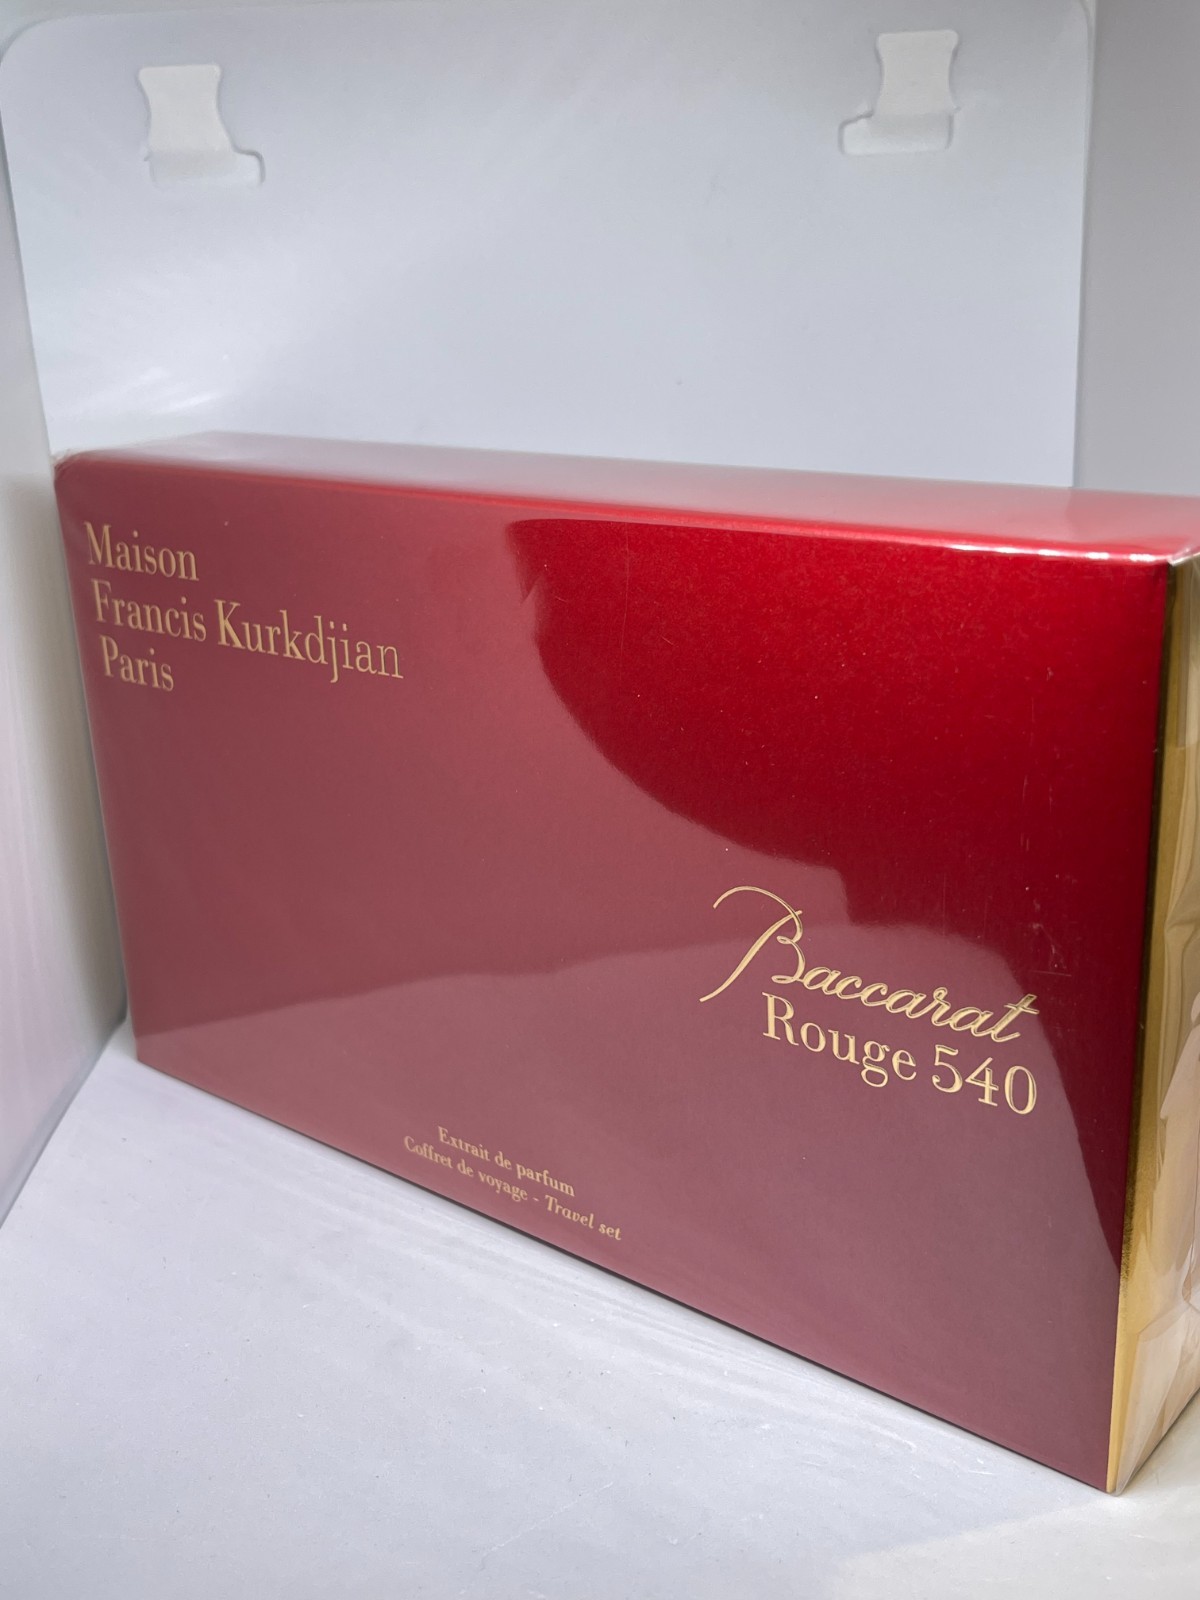 Maison
Francis Kurkdjian
Paris
Baccarat
Rouge 540
Extrait de parfum
Coffret de voyage - Travel set